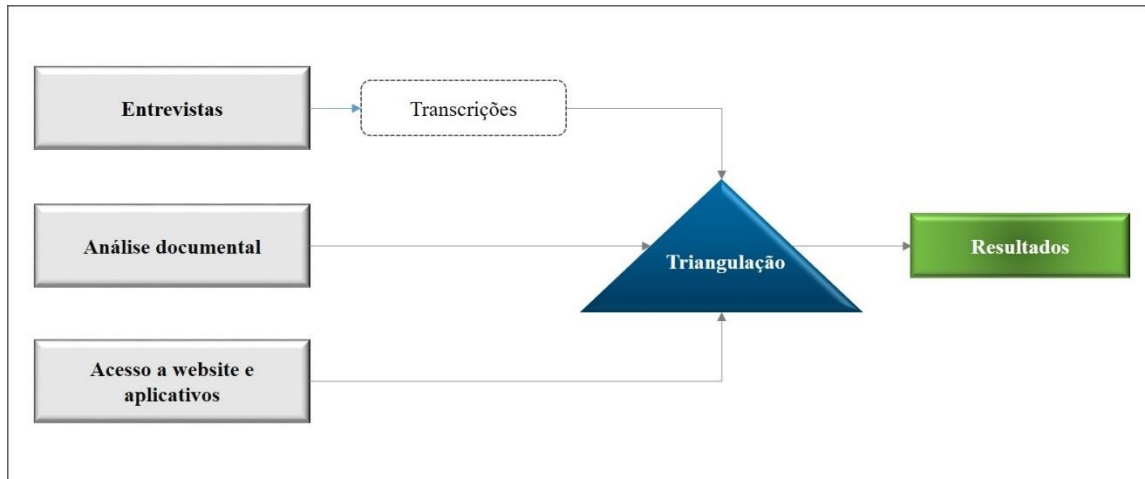 Entrevistas
Transcrições
Análise documental
Triangulação
Resultados
Acesso a website e
aplicativos